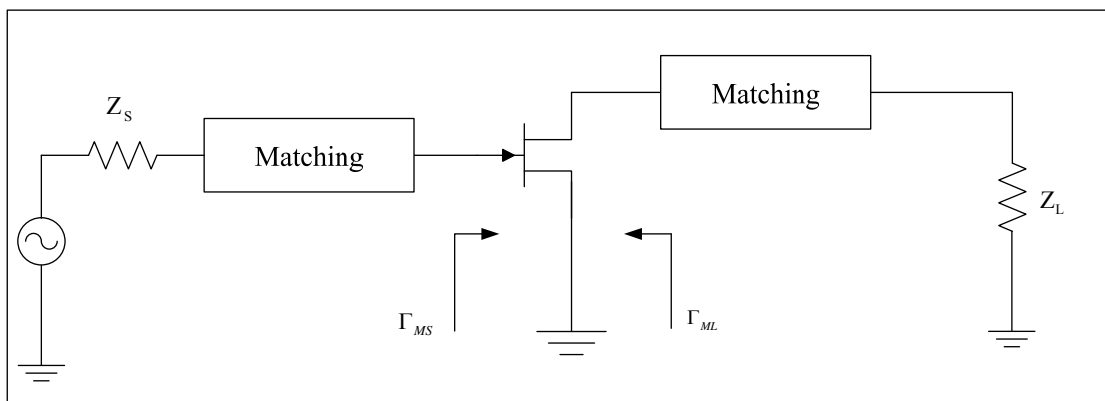 Z_S
Matching
Matching
Z_L
Γ_MS
Γ_ML